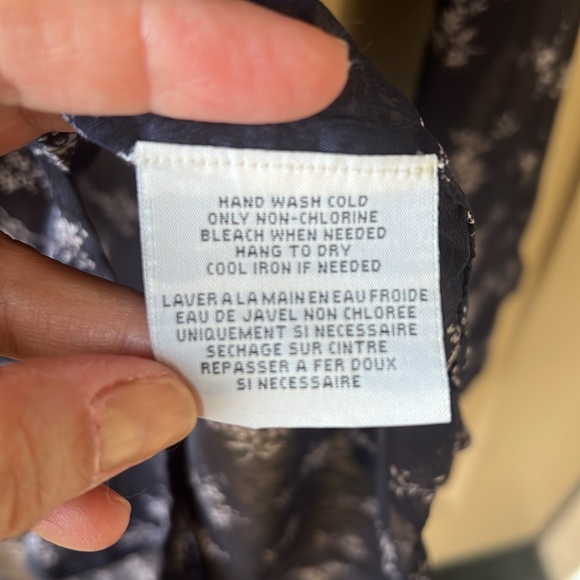 HAND WASH COLD
ONLY NON-CHLORINE
BLEACH WHEN NEEDED
HANG TO DRY
COOL IRON IF NEEDED
LAVER A LA MAIN EN EAU FROIDE
EAU DE JAVEL NON CHLOREE
UNIQUEMENT SI NECESSAIRE
SECHAGE SUR CINTRE
REPASSER A FER DOUX
SI NECESSAIRE